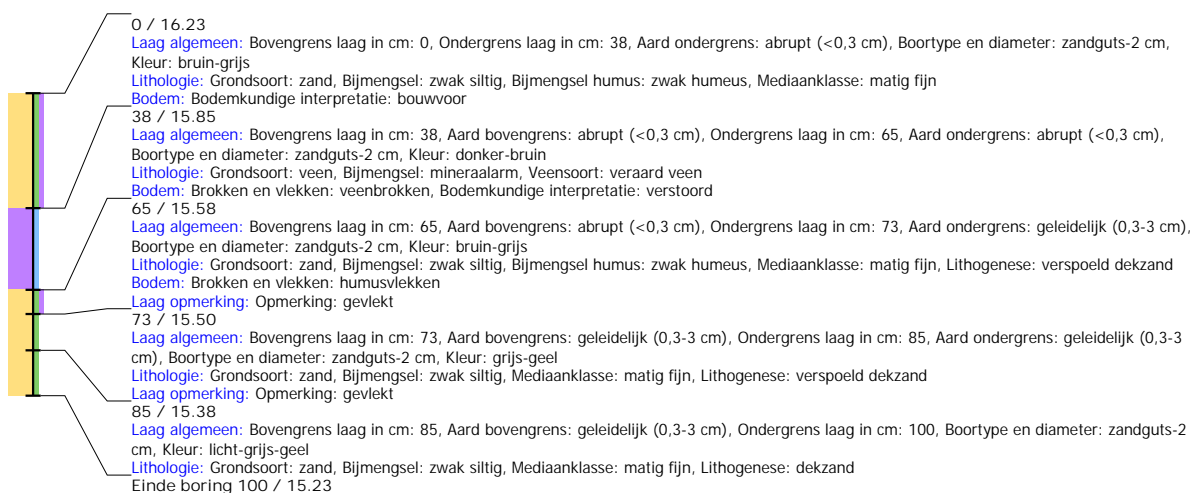 0 / 16.23
Laag algemeen: Bovengrens laag in cm: 0, Ondergrens laag in cm: 38, Aard ondergrens: abrupt (<0,3 cm), Boortype en diameter: zandguts-2 cm,
Kleur: bruin-grijs
Lithologie: Grondsoort: zand, Bijmengsel: zwak siltig, Bijmengsel humus: zwak humeus, Mediaanklasse: matig fijn
Bodem: Bodemkundige interpretatie: bouwvoor
38 / 15.85
Laag algemeen: Bovengrens laag in cm: 38, Aard bovengrens: abrupt (<0,3 cm), Ondergrens laag in cm: 65, Aard ondergrens: abrupt (<0,3 cm),
Boortype en diameter: zandguts-2 cm, Kleur: donker-bruin
Lithologie: Grondsoort: veen, Bijmengsel: mineraalarm, Veensoort: veraard veen
Bodem: Brokken en vlekken: veenbrokken, Bodemkundige interpretatie: verstoord
65 / 15.58
Laag algemeen: Bovengrens laag in cm: 65, Aard bovengrens: abrupt (<0,3 cm), Ondergrens laag in cm: 73, Aard ondergrens: geleidelijk (0,3-3 cm),
Boortype en diameter: zandguts-2 cm, Kleur: bruin-grijs
Lithologie: Grondsoort: zand, Bijmengsel: zwak siltig, Bijmengsel humus: zwak humeus, Mediaanklasse: matig fijn, Lithogenese: verspoeld dekzand
Bodem: Brokken en vlekken: humusvlekken
Laag opmerking: Opmerking: gevlekt
73 / 15.50
Laag algemeen: Bovengrens laag in cm: 73, Aard bovengrens: geleidelijk (0,3-3 cm), Ondergrens laag in cm: 85, Aard ondergrens: geleidelijk (0,3-3
cm), Boortype en diameter: zandguts-2 cm, Kleur: grijs-geel
Lithologie: Grondsoort: zand, Bijmengsel: zwak siltig, Mediaanklasse: matig fijn, Lithogenese: verspoeld dekzand
Laag opmerking: Opmerking: gevlekt
85 / 15.38
Laag algemeen: Bovengrens laag in cm: 85, Aard bovengrens: geleidelijk (0,3-3 cm), Ondergrens laag in cm: 100, Boortype en diameter: zandguts-2
cm, Kleur: licht-grijs-geel
Lithologie: Grondsoort: zand, Bijmengsel: zwak siltig, Mediaanklasse: matig fijn, Lithogenese: dekzand
Einde boring 100 / 15.23